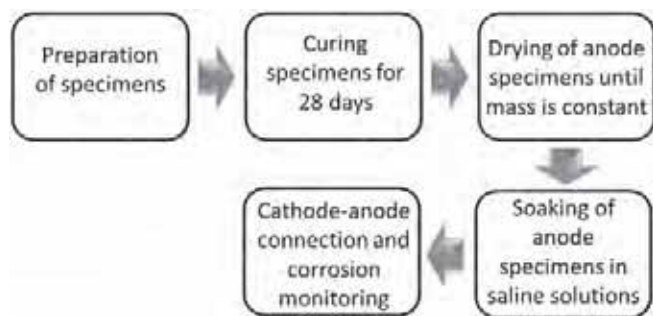 Preparation
of specimens
Curing
specimens for
28 days
Drying of anode
specimens until
mass is constant
Soaking of
anode
specimens in
saline solutions
Cathode-anode
connection and
corrosion
monitoring